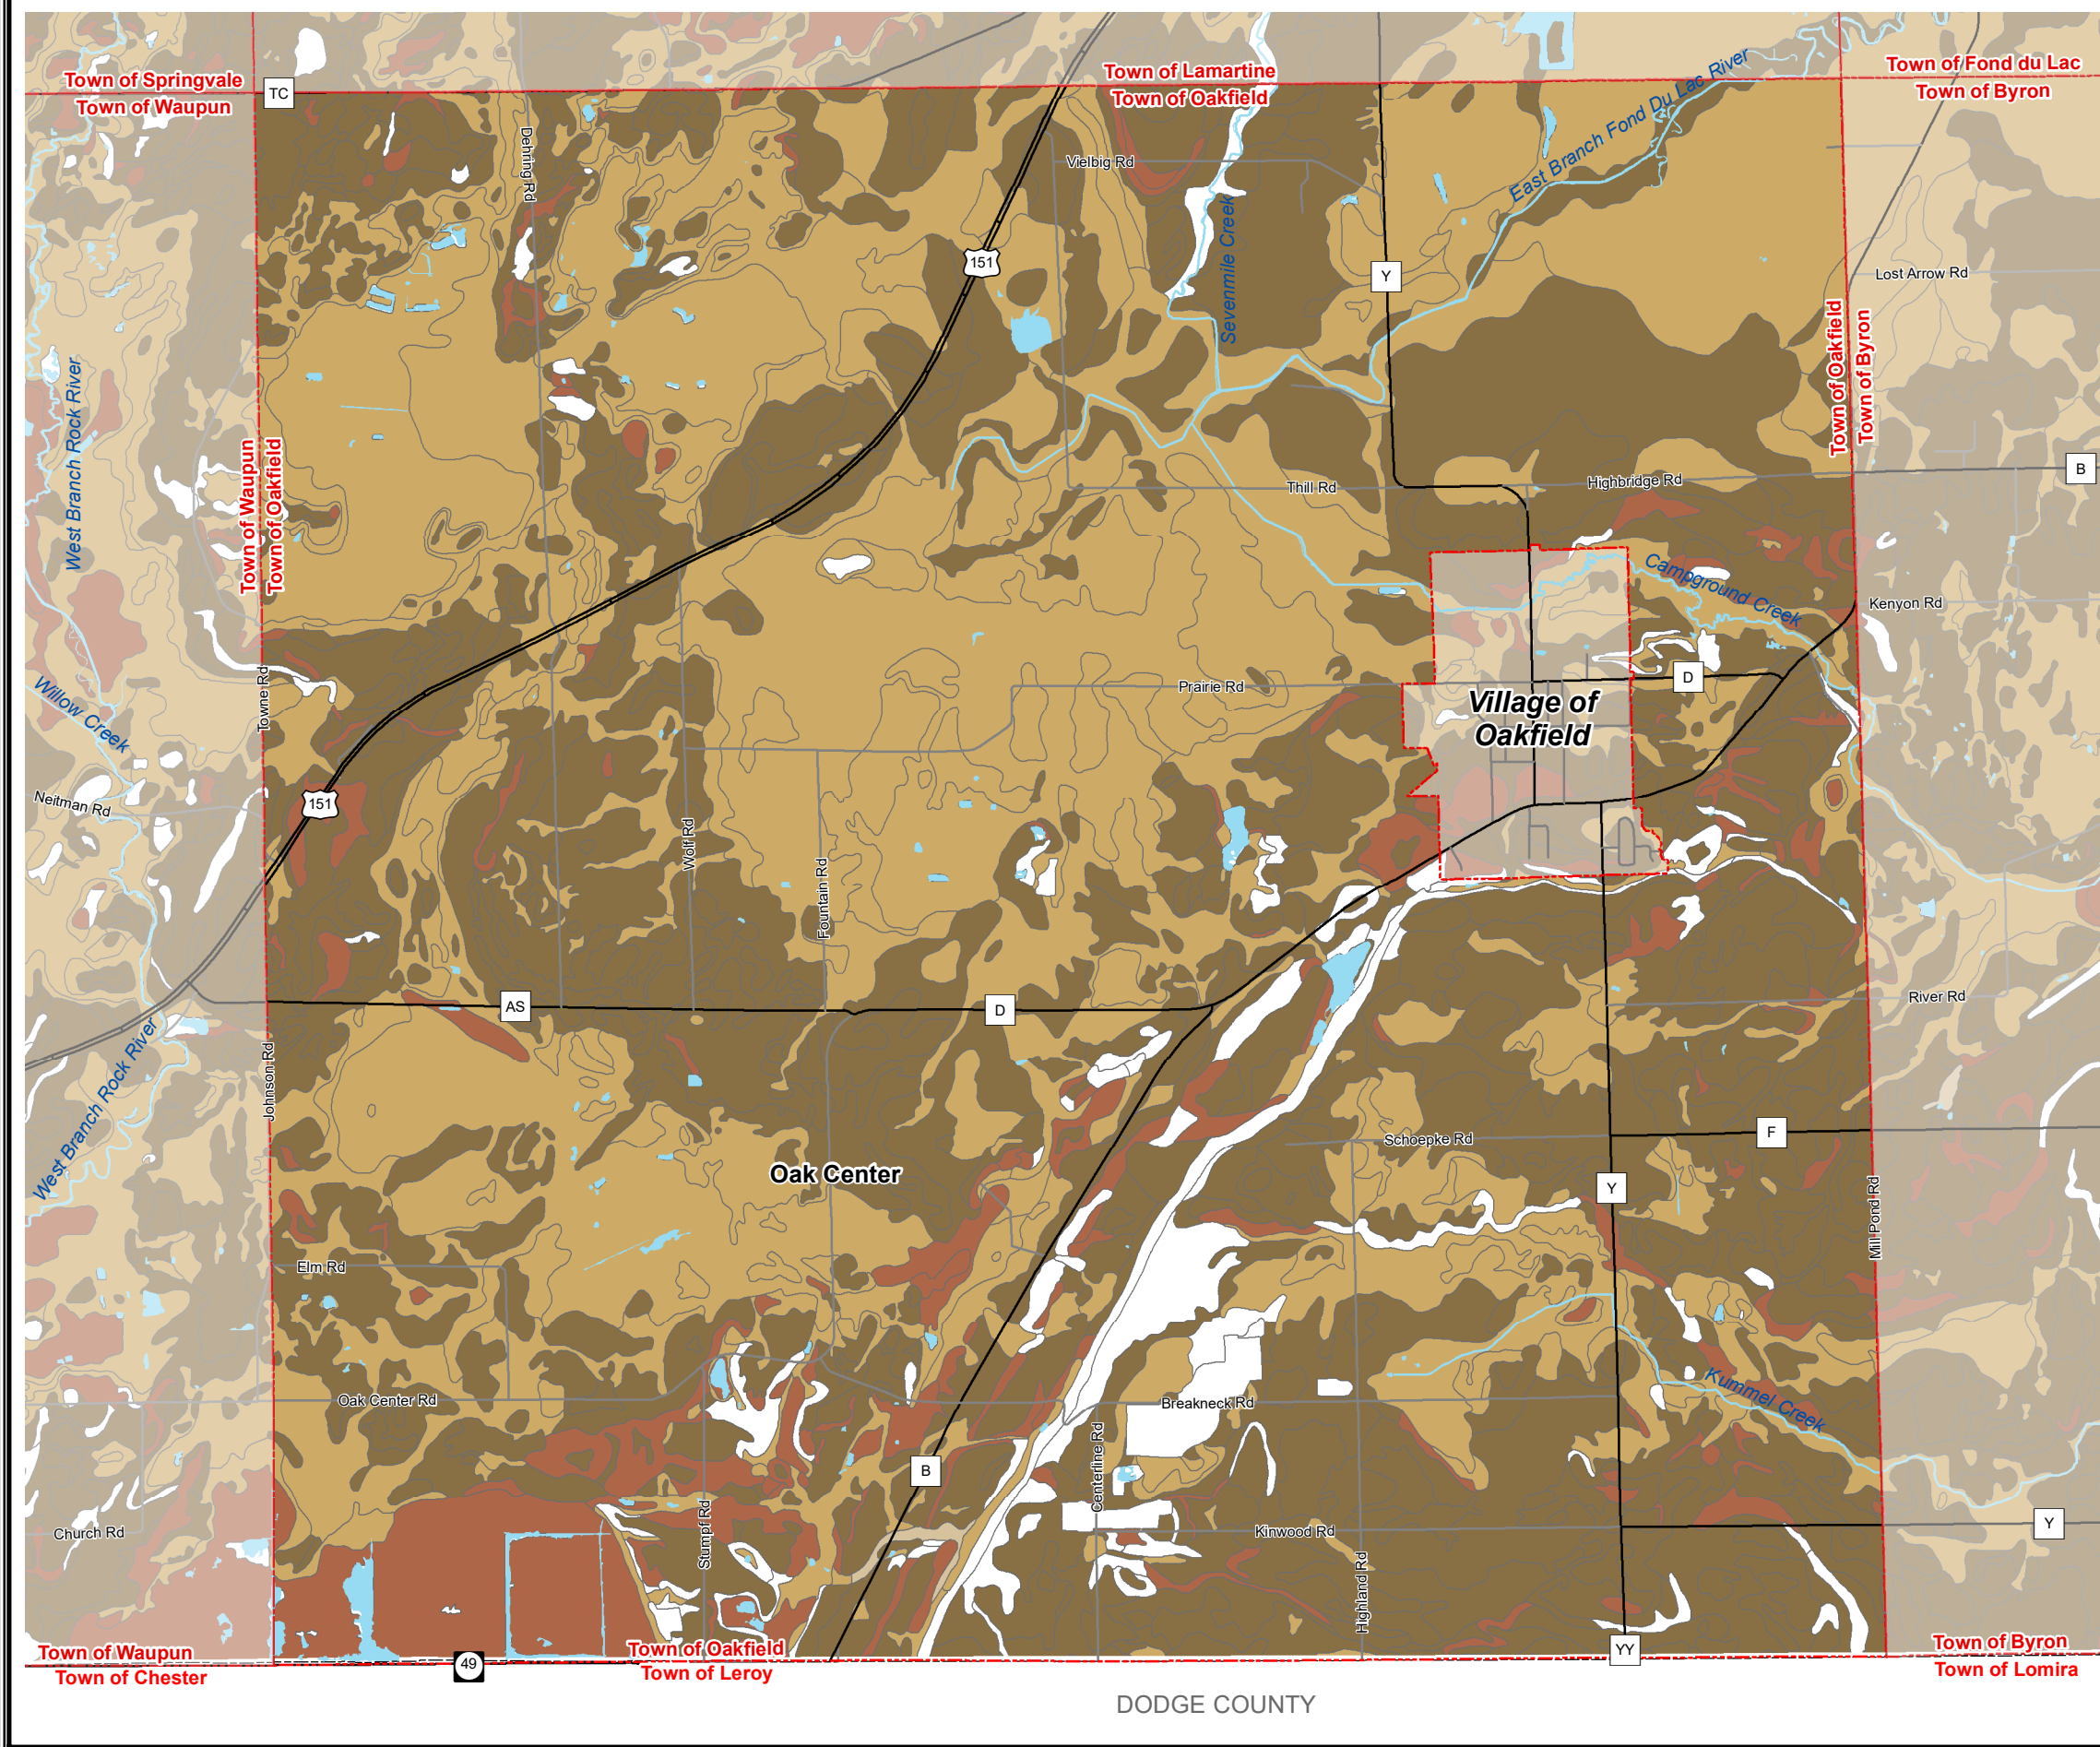 Town of Springvale
Town of Waupun
TC
Town of Lamartine
Town of Oakfield
Town of Fond du Lac
Town of Byron
Dehring Rd
Vielbig Rd
East Branch Fond Du Lac River
Sevenmile Creek
151
Y
Lost Arrow Rd
Town of Oakfield
Town of Byron
West Branch Rock River
Town of Waupun
Town of Oakfield
Thill Rd
Highbridge Rd
B
Campground Creek
Kenyon Rd
Willow Creek
Towne Rd
Prairie Rd
D
Village of
Oakfield
Neitman Rd
151
Wolf Rd
Fountain Rd
AS
D
River Rd
West Branch Rock River
Johnson Rd
Schoepke Rd
F
Oak Center
Y
Mill Pond Rd
Elm Rd
Oak Center Rd
Breakneck Rd
Kummel Creek
B
Centerline Rd
Church Rd
Stumpf Rd
Kinwood Rd
Y
Highland Rd
Town of Waupun
Town of Chester
49
Town of Oakfield
Town of Leroy
YY
Town of Byron
Town of Lomira
DODGE COUNTY